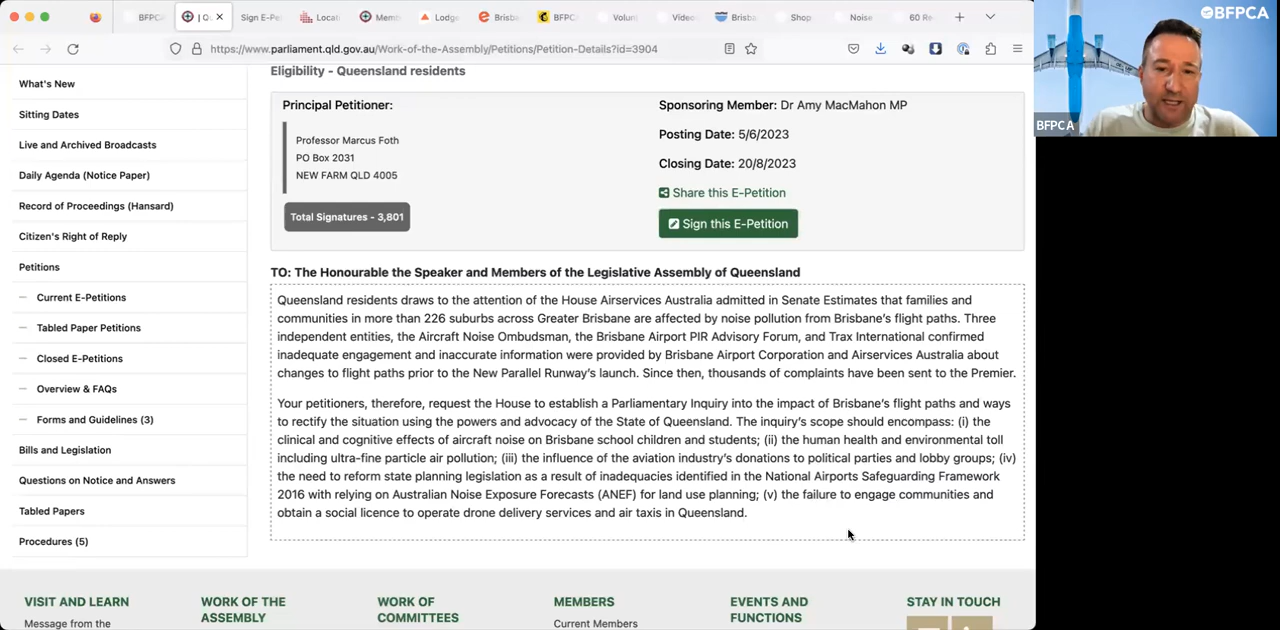 BFPC
| Q
Sign E-Pe
Locat
Memb
Lodge
Brisb
BFPC
Volun
Video
Brisba
Shop
Noise
60 Re
https://www.parliament.qld.gov.au/Work-of-the-Assembly/Petitions/Petition-Details?id=3904
BFPCA
BFPCA
What's New
Sitting Dates
Live and Archived Broadcasts
Daily Agenda (Notice Paper)
Record of Proceedings (Hansard)
Citizen's Right of Reply
Petitions
Current E-Petitions
Tabled Paper Petitions
Closed E-Petitions
Overview & FAQs
Forms and Guidelines (3)
Bills and Legislation
Questions on Notice and Answers
Tabled Papers
Procedures (5)
Eligibility - Queensland residents
Principal Petitioner:
Professor Marcus Foth
PO Box 2031
NEW FARM QLD 4005
Total Signatures - 3,801
Sponsoring Member: Dr Amy MacMahon MP
Posting Date: 5/6/2023
Closing Date: 20/8/2023
Share this E-Petition
Sign this E-Petition
TO: The Honourable the Speaker and Members of the Legislative Assembly of Queensland
Queensland residents draws to the attention of the House Airservices Australia admitted in Senate Estimates that families and
communities in more than 226 suburbs across Greater Brisbane are affected by noise pollution from Brisbane's flight paths. Three
independent entities, the Aircraft Noise Ombudsman, the Brisbane Airport PIR Advisory Forum, and Trax International confirmed
inadequate engagement and inaccurate information were provided by Brisbane Airport Corporation and Airservices Australia about
changes to flight paths prior to the New Parallel Runway's launch. Since then, thousands of complaints have been sent to the Premier.
Your petitioners, therefore, request the House to establish a Parliamentary Inquiry into the impact of Brisbane's flight paths and ways
to rectify the situation using the powers and advocacy of the State of Queensland. The inquiry's scope should encompass: (i) the
clinical and cognitive effects of aircraft noise on Brisbane school children and students; (ii) the human health and environmental toll
including ultra-fine particle air pollution; (iii) the influence of the aviation industry's donations to political parties and lobby groups; (iv)
the need to reform state planning legislation as a result of inadequacies identified in the National Airports Safeguarding Framework
2016 with relying on Australian Noise Exposure Forecasts (ANEF) for land use planning; (v) the failure to engage communities and
obtain a social licence to operate drone delivery services and air taxis in Queensland.
VISIT AND LEARN
Message from the
WORK OF THE
ASSEMBLY
WORK OF
COMMITTEES
MEMBERS
Current Members
EVENTS AND
FUNCTIONS
STAY IN TOUCH